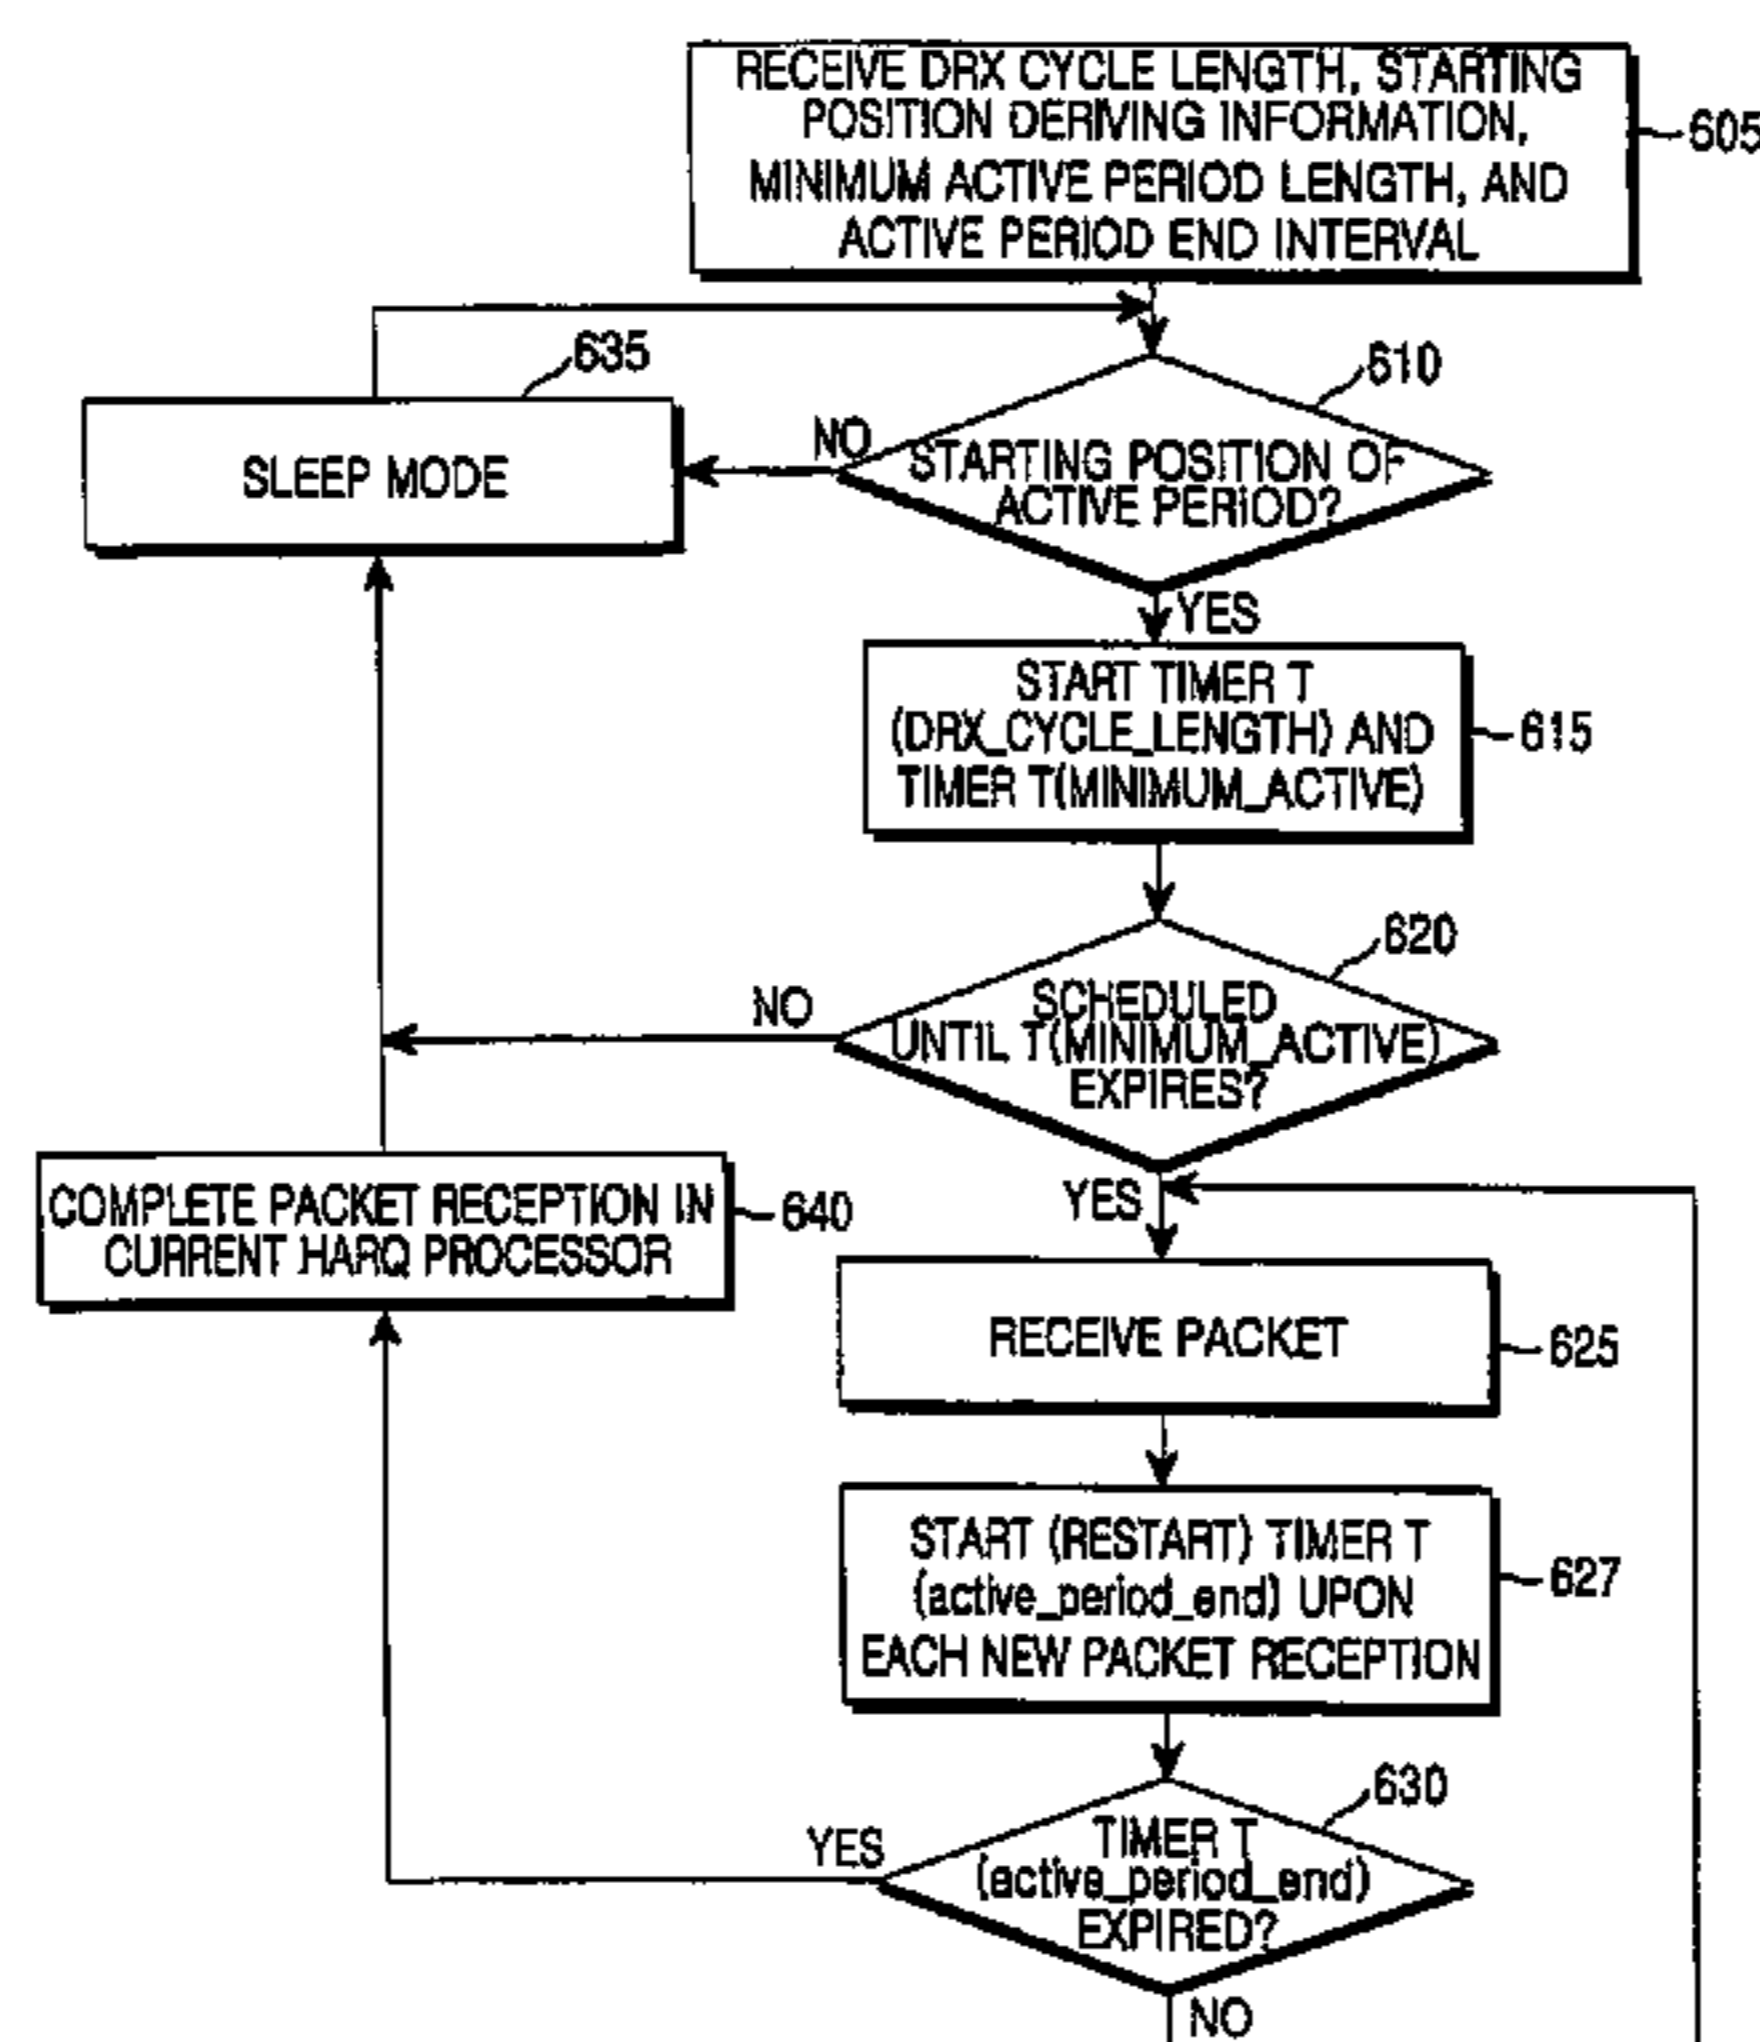 RECEIVE DRX CYCLE LENGTH, STARTING
POSITION DERIVING INFORMATION,
MINIMUM ACTIVE PERIOD LENGTH, AND
ACTIVE PERIOD END INTERVAL
605
635
610
SLEEP MODE
NO
STARTING POSITION OF
ACTIVE PERIOD?
YES
START TIMER T
(DRX_CYCLE_LENGTH) AND
TIMER T(MINIMUM_ACTIVE)
615
620
NO
SCHEDULED
UNTIL T(MINIMUM_ACTIVE)
EXPIRES?
YES
COMPLETE PACKET RECEPTION IN
CURRENT HARQ PROCESSOR
640
RECEIVE PACKET
625
START (RESTART) TIMER T
(active_period_end) UPON
EACH NEW PACKET RECEPTION
627
630
YES
TIMER T
(active_period_end)
EXPIRED?
NO